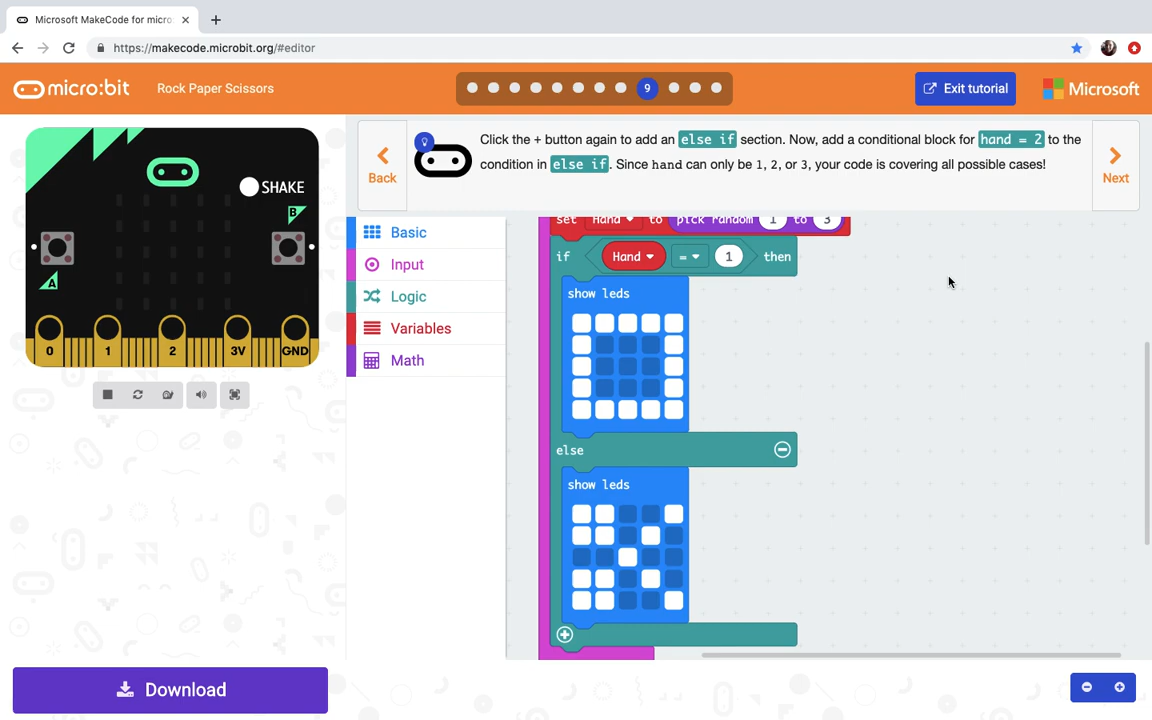 Microsoft MakeCode for micro:
https://makecode.microbit.org/#editor
micro:bit
Rock Paper Scissors
9
Exit tutorial
Microsoft
Back
Click the + button again to add an else if section. Now, add a conditional block for hand = 2 to the
condition in else if. Since hand can only be 1, 2, or 3, your code is covering all possible cases!
Next
SHAKE
B
A
0 1 2 3V GND
Basic
Input
Logic
Variables
Math
set Hand to pick random 1 to 3
if Hand = 1 then
show leds
else
show leds
Download